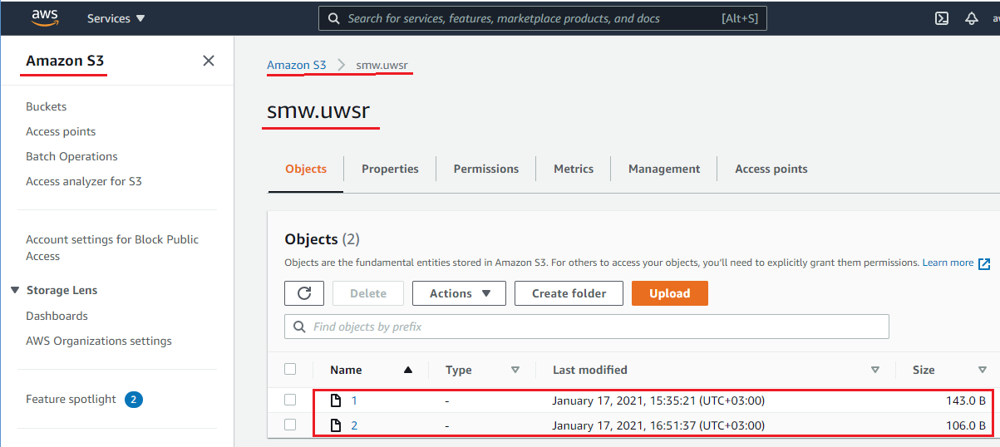 aws Services Search for services, features, marketplace products, and docs [Alt+S]
Amazon S3
Buckets
Access points
Batch Operations
Access analyzer for S3
Account settings for Block Public
Access
Storage Lens
Dashboards
AWS Organizations settings
Feature spotlight 2
Amazon S3 smw.uwsr
smw.uwsr
Objects Properties Permissions Metrics Management Access points
Objects (2)
Objects are the fundamental entities stored in Amazon S3. For others to access your objects, you'll need to explicitly grant them permissions. Learn more
Delete Actions Create folder Upload
Find objects by prefix
Name Type Last modified Size
1 - January 17, 2021, 15:35:21 (UTC+03:00) 143.0 B
2 - January 17, 2021, 16:51:37 (UTC+03:00) 106.0 B